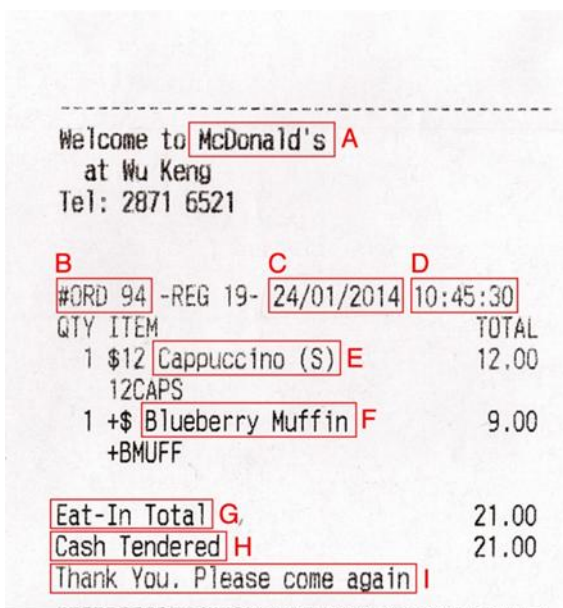 Welcome to McDonald's A
at Wu Keng
Tel: 2871 6521
B C D
#ORD 94 -REG 19- 24/01/2014 10:45:30
QTY ITEM TOTAL
1 $12 Cappuccino (S) E 12.00
12CAPS
1 +$ Blueberry Muffin F 9.00
+BMUFF
Eat-In Total G 21.00
Cash Tendered H 21.00
Thank You. Please come again I